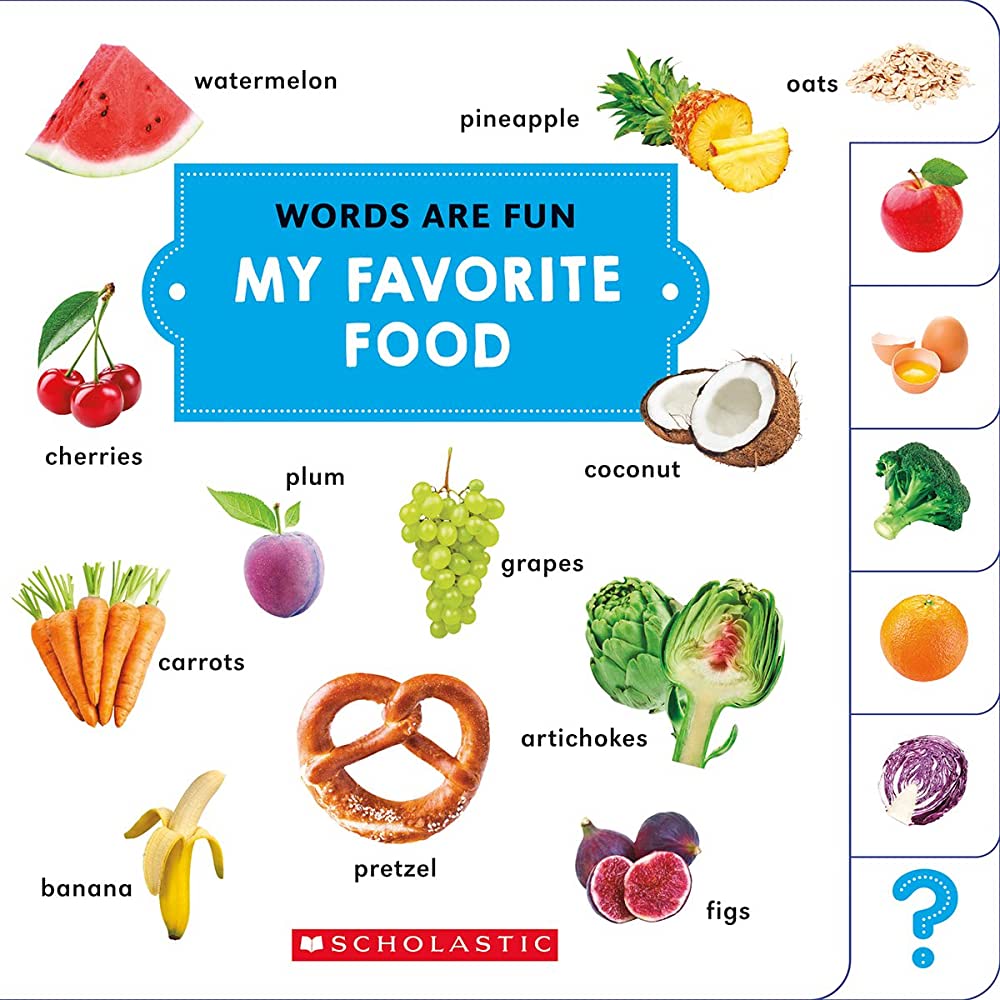 watermelon
pineapple
oats
WORDS ARE FUN
MY FAVORITE
FOOD
cherries
plum
coconut
grapes
carrots
artichokes
banana
pretzel
figs
SCHOLASTIC
?